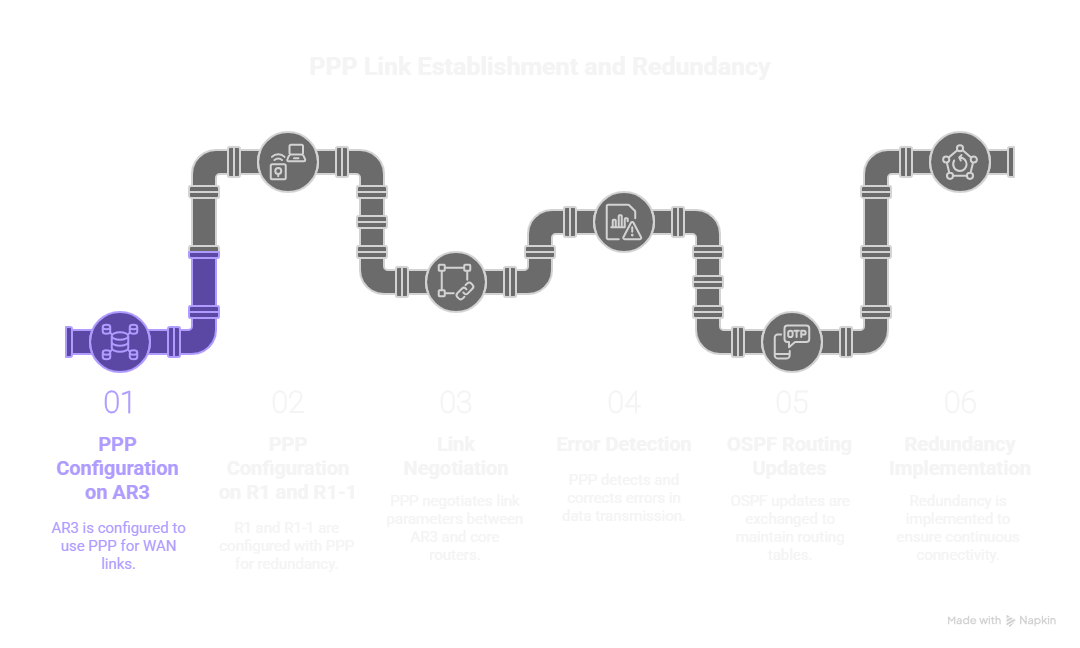 PPP Link Establishment and Redundancy
OTP
01
PPP
Configuration
on AR3
AR3 is configured to
use PPP for WAN
links.
02
PPP
Configuration
on R1 and R1-1
R1 and R1-1 are
configured with PPP
for redundancy.
03
Link
Negotiation
PPP negotiates link
parameters between
AR3 and core
routers.
04
Error Detection
PPP detects and
corrects errors in
data transmission.
05
OSPF Routing
Updates
OSPF updates are
exchanged to
maintain routing
tables.
06
Redundancy
Implementation
Redundancy is
implemented to
ensure continuous
connectivity.
Made with Napkin